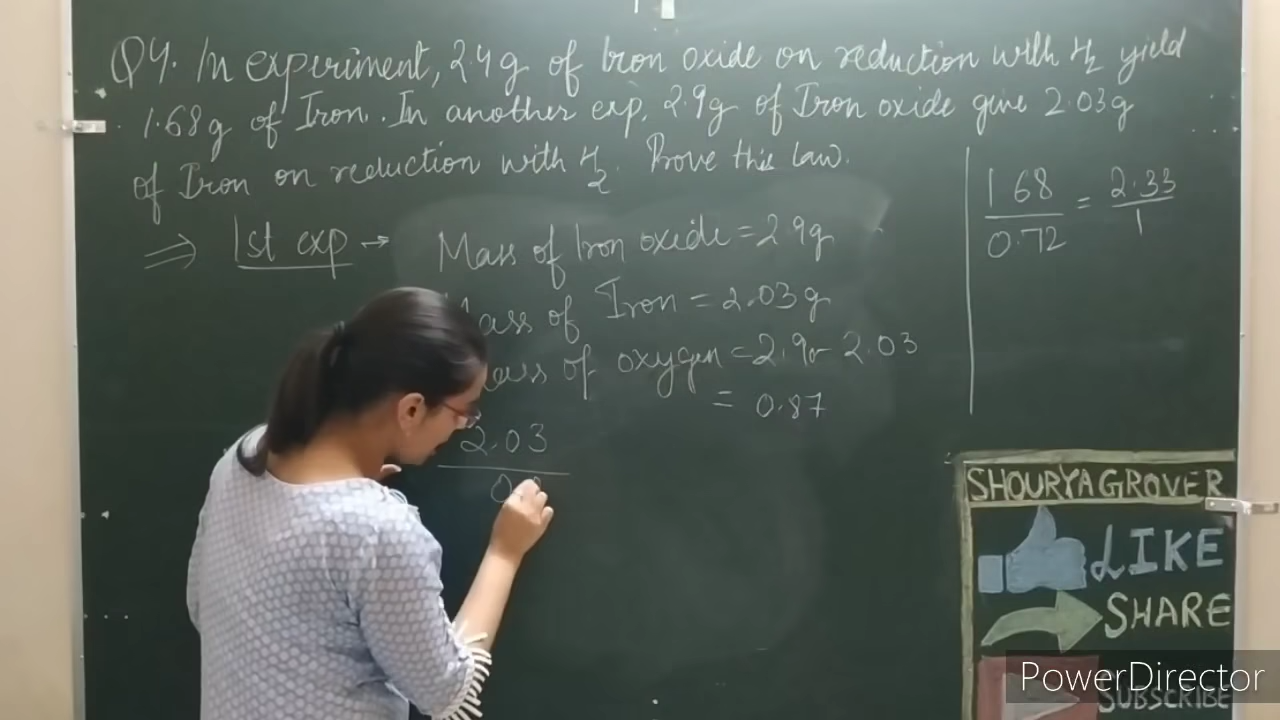 Q4. In experiment, 2.4g of Iron oxide on reduction with H2 yield
1.68g of Iron. In another exp, 2.9g of Iron oxide give 2.03g
of Iron on reduction with H2. Prove this law.
⇒ 1st exp → Mass of Iron oxide = 2.9g
Mass of Iron = 2.03g
Mass of oxygen = 2.9 - 2.03
= 0.87
2.03
0.
1.68 = 2.33
0.72 1
SHOURYA GROVER
LIKE
SHARE
SUBSCRIBE
PowerDirector